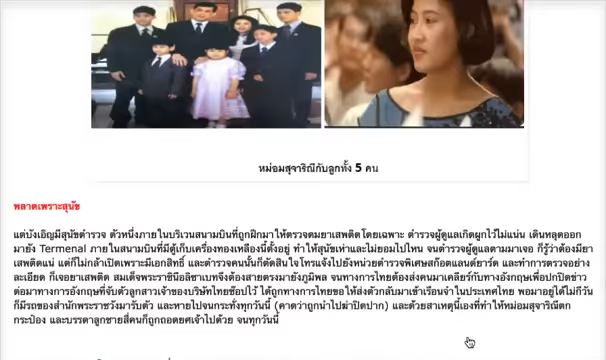 หม่อมสุจาริณีกับลูกทั้ง 5 คน
พลาดเพราะสุนัข
แต่บังเอิญมีสุนัขตำรวจ ตัวหนึ่งภายในบริเวณสนามบินที่ถูกฝึกมาให้ตรวจดมยาเสพติดโดยเฉพาะ ตำรวจผู้ดูแลเกิดผูกไว้ไม่แน่น เดินหลุดออก
มายัง Termenal ภายในสนามบินที่มีตู้เก็บเครื่องทองเหลืองนี้ตั้งอยู่ ทำให้สุนัขเห่าและไม่ยอมไปไหน จนตำรวจผู้ดูแลตามมาเจอ ก็รู้ว่าต้องมียา
เสพติดแน่ แต่ก็ไม่กล้าเปิดเพราะมีเอกสิทธิ์ และตำรวจคนนั้นก็ตัดสินใจโทรแจ้งไปยังหน่วยตำรวจพิเศษสก๊อตแลนด์ยาร์ด และทำการตรวจอย่าง
ละเอียด ก็เจอยาเสพติด สมเด็จพระราชินีอลิซาเบทจึงต้องสายตรงมายังภูมิพล จนทางการไทยต้องส่งคนมาเคลียร์กับทางอังกฤษเพื่อปกปิดข่าว
ต่อมาทางการอังกฤษที่จับตัวลูกสาวเจ้าของบริษัทไทยช้อปไว้ ได้ถูกทางการไทยขอให้ส่งตัวกลับมาเข้าเรือนจำในประเทศไทย พอมาอยู่ได้ไม่กี่วัน
ก็มีรถของสำนักพระราชวังมารับตัว และหายไปจนกระทั่งทุกวันนี้ (คาดว่าถูกนำไปฆ่าปิดปาก) และด้วยสาเหตุนี้เองที่ทำให้หม่อมสุจาริณีตก
กระป๋อง และบรรดาลูกชายสี่คนก็ถูกถอดยศเจ้าไปด้วย จนทุกวันนี้